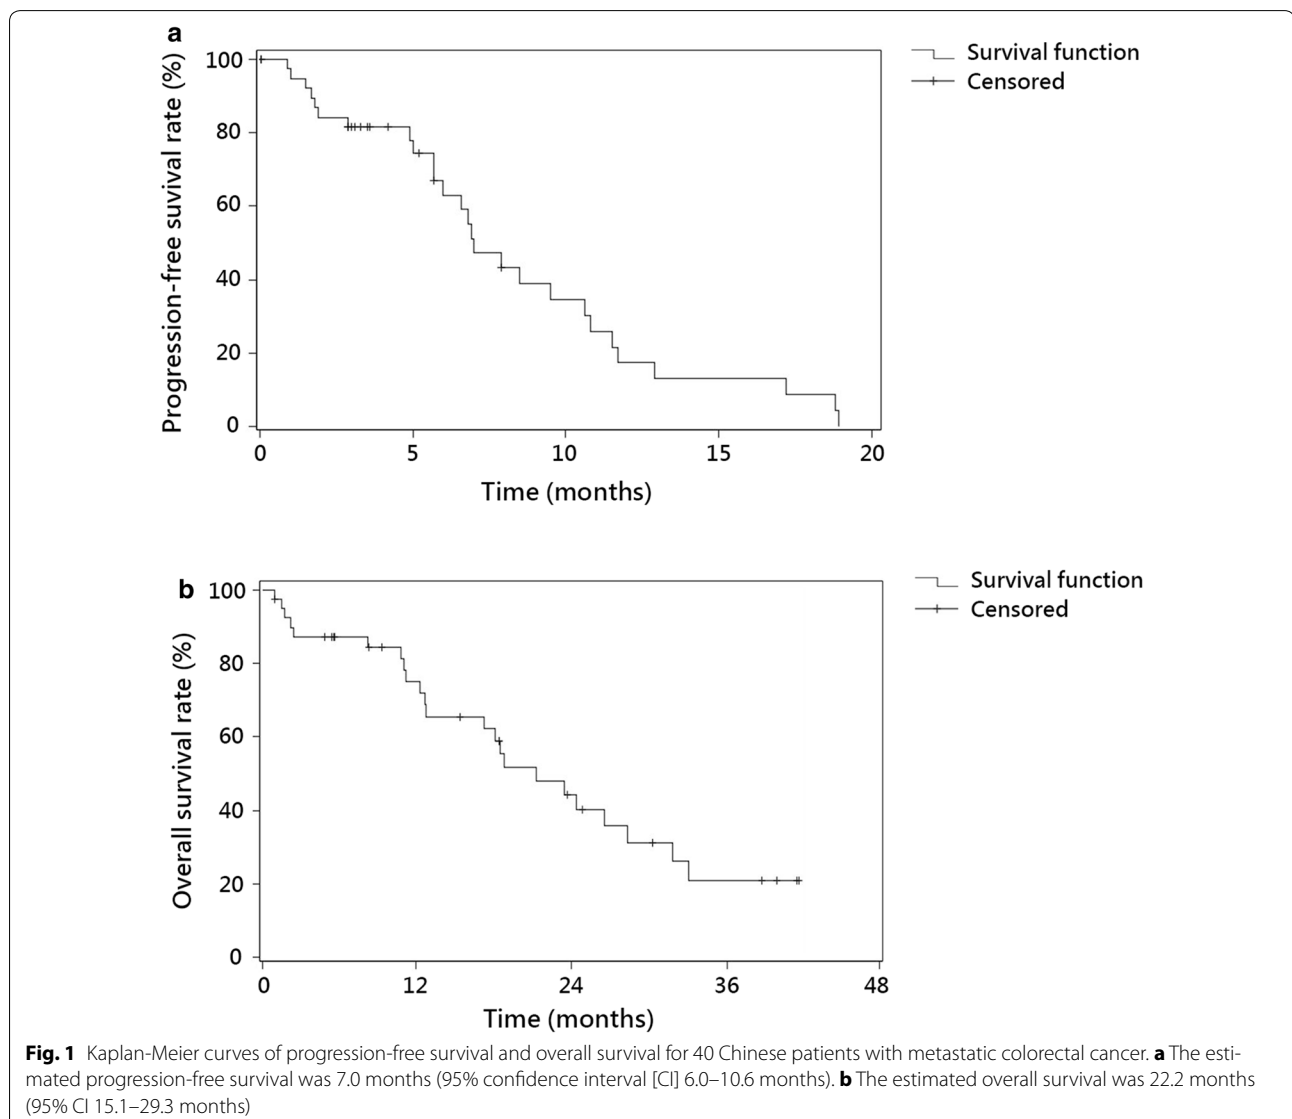 a
Progression-free suvival rate (%)
100
80
60
40
20
0
0 5 10 15 20
Time (months)
Survival function
Censored
b
Overall survival rate (%)
100
80
60
40
20
0
0 12 24 36 48
Time (months)
Survival function
Censored
Fig. 1 Kaplan-Meier curves of progression-free survival and overall survival for 40 Chinese patients with metastatic colorectal cancer. a The esti-
mated progression-free survival was 7.0 months (95% confidence interval [CI] 6.0–10.6 months). b The estimated overall survival was 22.2 months
(95% CI 15.1–29.3 months)